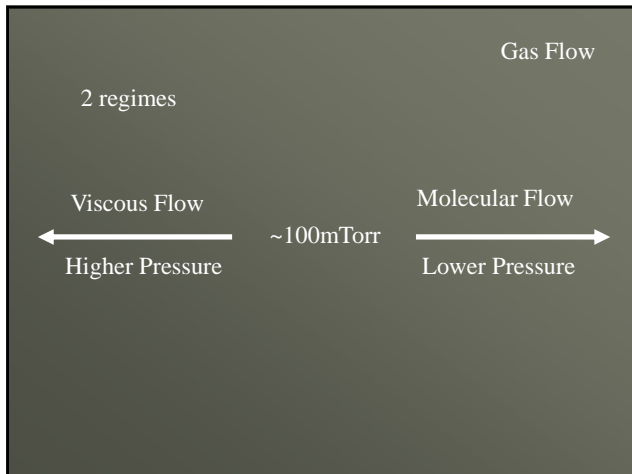 Gas Flow
2 regimes
Viscous Flow
Molecular Flow
~100mTorr
Higher Pressure
Lower Pressure